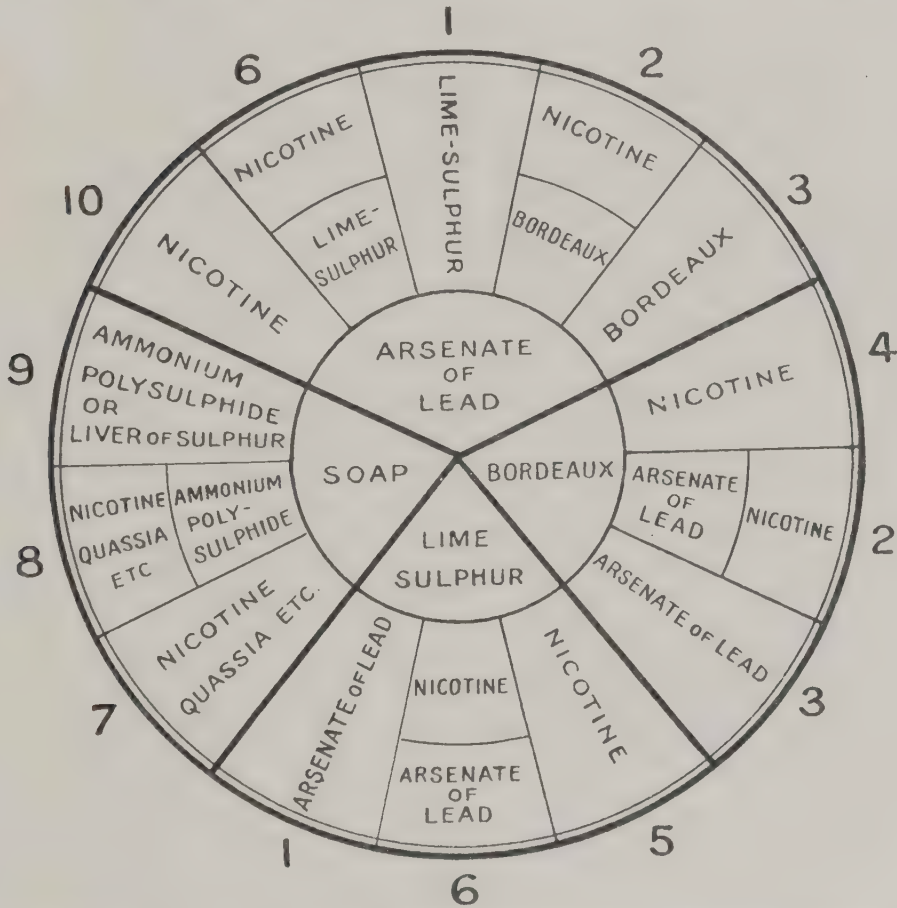 1
LIME-SULPHUR
2
NICOTINE
BORDEAUX
3
BORDEAUX
4
NICOTINE
2
ARSENATE
OF
LEAD
NICOTINE
3
ARSENATE OF LEAD
5
NICOTINE
6
NICOTINE
ARSENATE
OF
LEAD
1
ARSENATE OF LEAD
7
NICOTINE
QUASSIA ETC.
8
NICOTINE
QUASSIA
ETC
AMMONIUM
POLY-
SULPHIDE
9
AMMONIUM
POLYSULPHIDE
OR
LIVER OF SULPHUR
10
NICOTINE
6
NICOTINE
LIME-
SULPHUR
ARSENATE
OF
LEAD
BORDEAUX
LIME
SULPHUR
SOAP